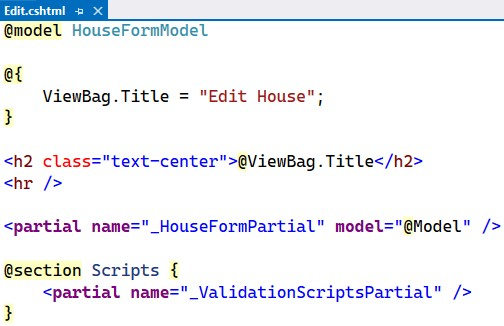 Edit.cshtml
@model HouseFormModel
@{
    ViewBag.Title = "Edit House";
}
<h2 class="text-center">@ViewBag.Title</h2>
<hr />
<partial name="_HouseFormPartial" model="@Model" />
@section Scripts {
    <partial name="_ValidationScriptsPartial" />
}